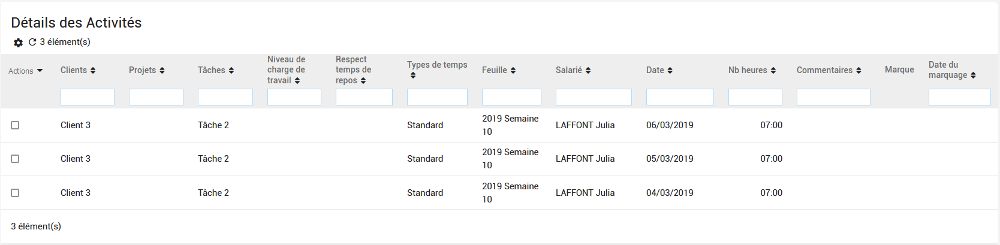 Détails des Activités
3 élément(s)
Actions Clients Projets Tâches Niveau de charge de travail Respect temps de repos Types de temps Feuille Salarié Date Nb heures Commentaires Marque Date du marquage
Client 3 Tâche 2 Standard 2019 Semaine 10 LAFFONT Julia 06/03/2019 07:00
Client 3 Tâche 2 Standard 2019 Semaine 10 LAFFONT Julia 05/03/2019 07:00
Client 3 Tâche 2 Standard 2019 Semaine 10 LAFFONT Julia 04/03/2019 07:00
3 élément(s)